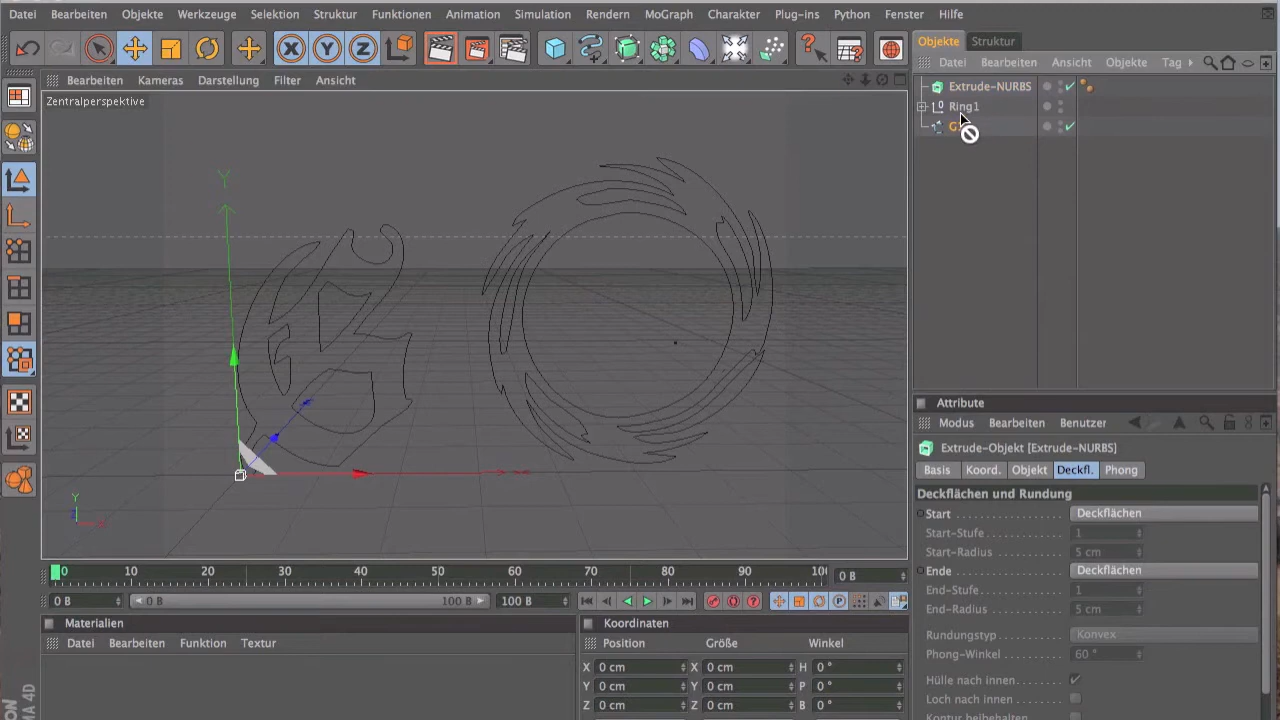 Datei Bearbeiten Objekte Werkzeuge Selektion Struktur Funktionen Animation Simulation Rendern MoGraph Charakter Plug-ins Python Fenster Hilfe
Objekte Struktur
Bearbeiten Kameras Darstellung Filter Ansicht
Datei Bearbeiten Ansicht Objekte Tag
Zentralperspektive
Extrude-NURBS
Ring1
Y
X Y Z
Attribute
Modus Bearbeiten Benutzer
Extrude-Objekt [Extrude-NURBS]
Basis Koord. Objekt Deckfl. Phong
Deckflächen und Rundung
Start Deckflächen
Start-Stufe 1
Start-Radius 5 cm
Ende Deckflächen
End-Stufe 1
End-Radius 5 cm
Rundungstyp Konvex
Phong-Winkel 60 °
Hülle nach innen
Loch nach innen
Kontur beibehalten
Y
0 10 20 30 40 50 60 70 80 90 100 0 B
0 B 0 B 100 B 100 B
Materialien
Datei Bearbeiten Funktion Textur
Koordinaten
Position Größe Winkel
X 0 cm X 0 cm H 0 °
Y 0 cm Y 0 cm P 0 °
Z 0 cm Z 0 cm B 0 °